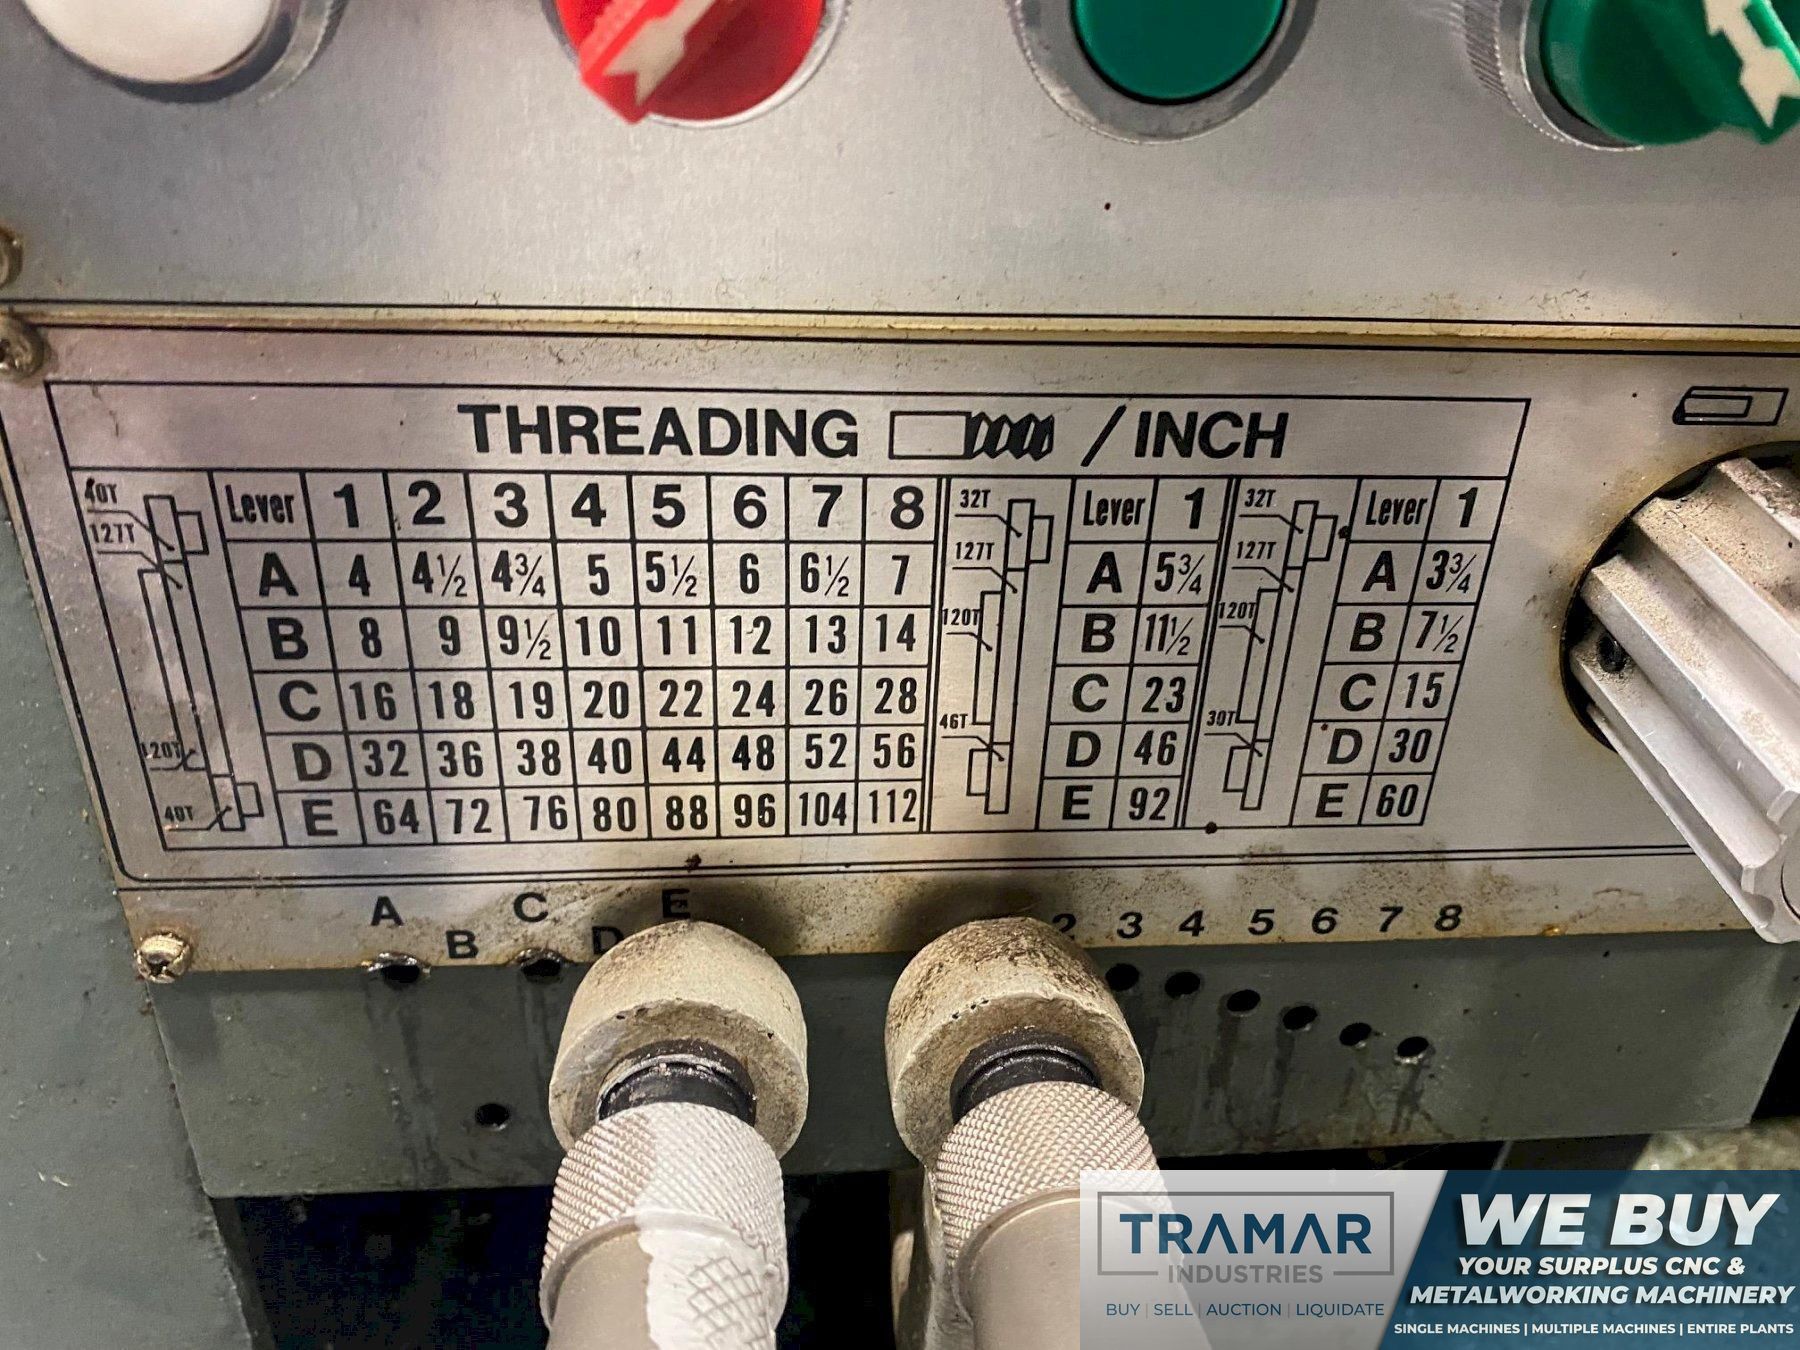 THREADING / INCH
40T
127T
120T
40T
Lever 1 2 3 4 5 6 7 8
A 4 4½ 4¾ 5 5½ 6 6½ 7
B 8 9 9½ 10 11 12 13 14
C 16 18 19 20 22 24 26 28
D 32 36 38 40 44 48 52 56
E 64 72 76 80 88 96 104 112
32T
127T
120T
46T
Lever 1
A 5¾
B 11½
C 23
D 46
E 92
32T
127T
120T
30T
Lever 1
A 3¾
B 7½
C 15
D 30
E 60
A B C D E
2 3 4 5 6 7 8
TRAMAR
INDUSTRIES
BUY | SELL | AUCTION | LIQUIDATE
WE BUY
YOUR SURPLUS CNC &
METALWORKING MACHINERY
SINGLE MACHINES | MULTIPLE MACHINES | ENTIRE PLANTS